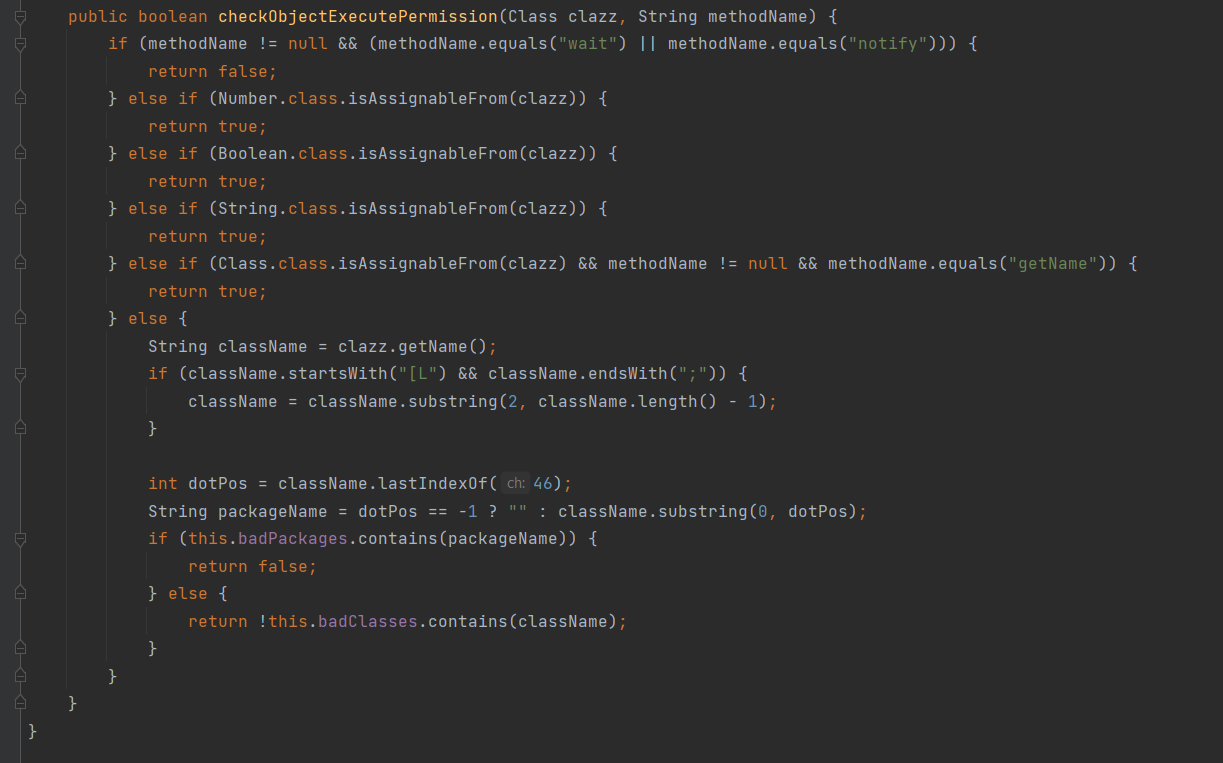 public boolean checkObjectExecutePermission(Class clazz, String methodName) {
    if (methodName != null && (methodName.equals("wait") || methodName.equals("notify"))) {
        return false;
    } else if (Number.class.isAssignableFrom(clazz)) {
        return true;
    } else if (Boolean.class.isAssignableFrom(clazz)) {
        return true;
    } else if (String.class.isAssignableFrom(clazz)) {
        return true;
    } else if (Class.class.isAssignableFrom(clazz) && methodName != null && methodName.equals("getName")) {
        return true;
    } else {
        String className = clazz.getName();
        if (className.startsWith("[L") && className.endsWith(";")) {
            className = className.substring(2, className.length() - 1);
        }

        int dotPos = className.lastIndexOf( ch: 46);
        String packageName = dotPos == -1 ? "" : className.substring(0, dotPos);
        if (this.badPackages.contains(packageName)) {
            return false;
        } else {
            return !this.badClasses.contains(className);
        }
    }
}
}